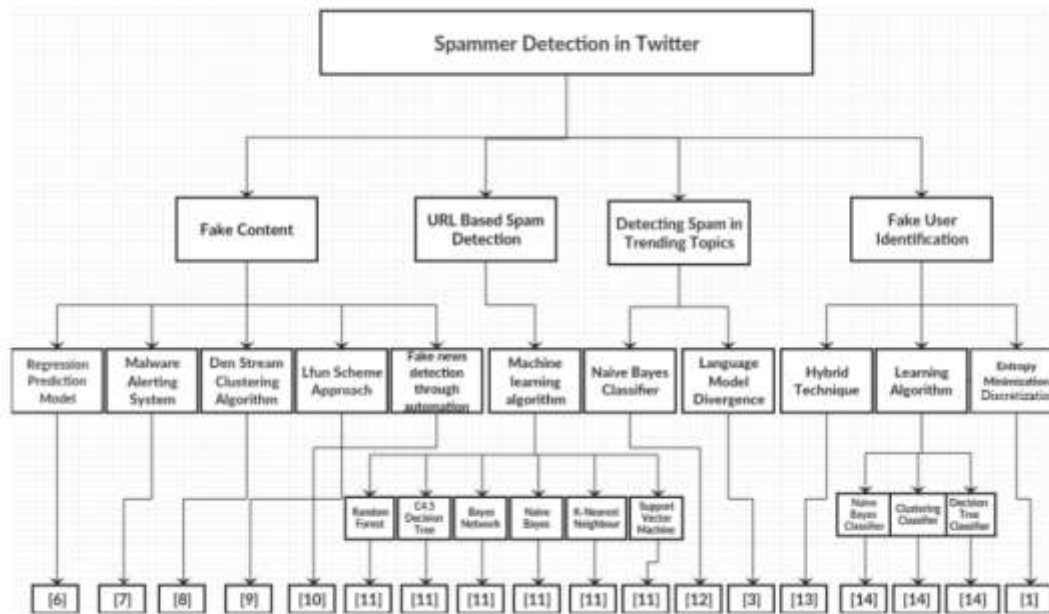 Spammer Detection in Twitter
Fake Content
URL Based Spam
Detection
Detecting Spam in
Trending Topics
Fake User
Identification
Regression
Prediction
Model
Malware
Alerting
System
Den Stream
Clustering
Algorithm
Lfun Scheme
Approach
Fake news
detection
through
automation
Machine
learning
algorithm
Naive Bayes
Classifier
Language
Model
Divergence
Hybrid
Technique
Learning
Algorithm
Entropy
Minimization
Discretizatio
Random
Forest
C4.5
Decision
Tree
Bayes
Network
Naive
Bayes
K-Nearest
Neighbour
Support
Vector
Machine
Naive
Bayes
Classifier
Clustering
Classifier
Decision
Tree
Classifier
[6]
[7]
[8]
[9]
[10]
[11]
[11]
[11]
[11]
[11]
[11]
[12]
[3]
[13]
[14]
[14]
[14]
[1]